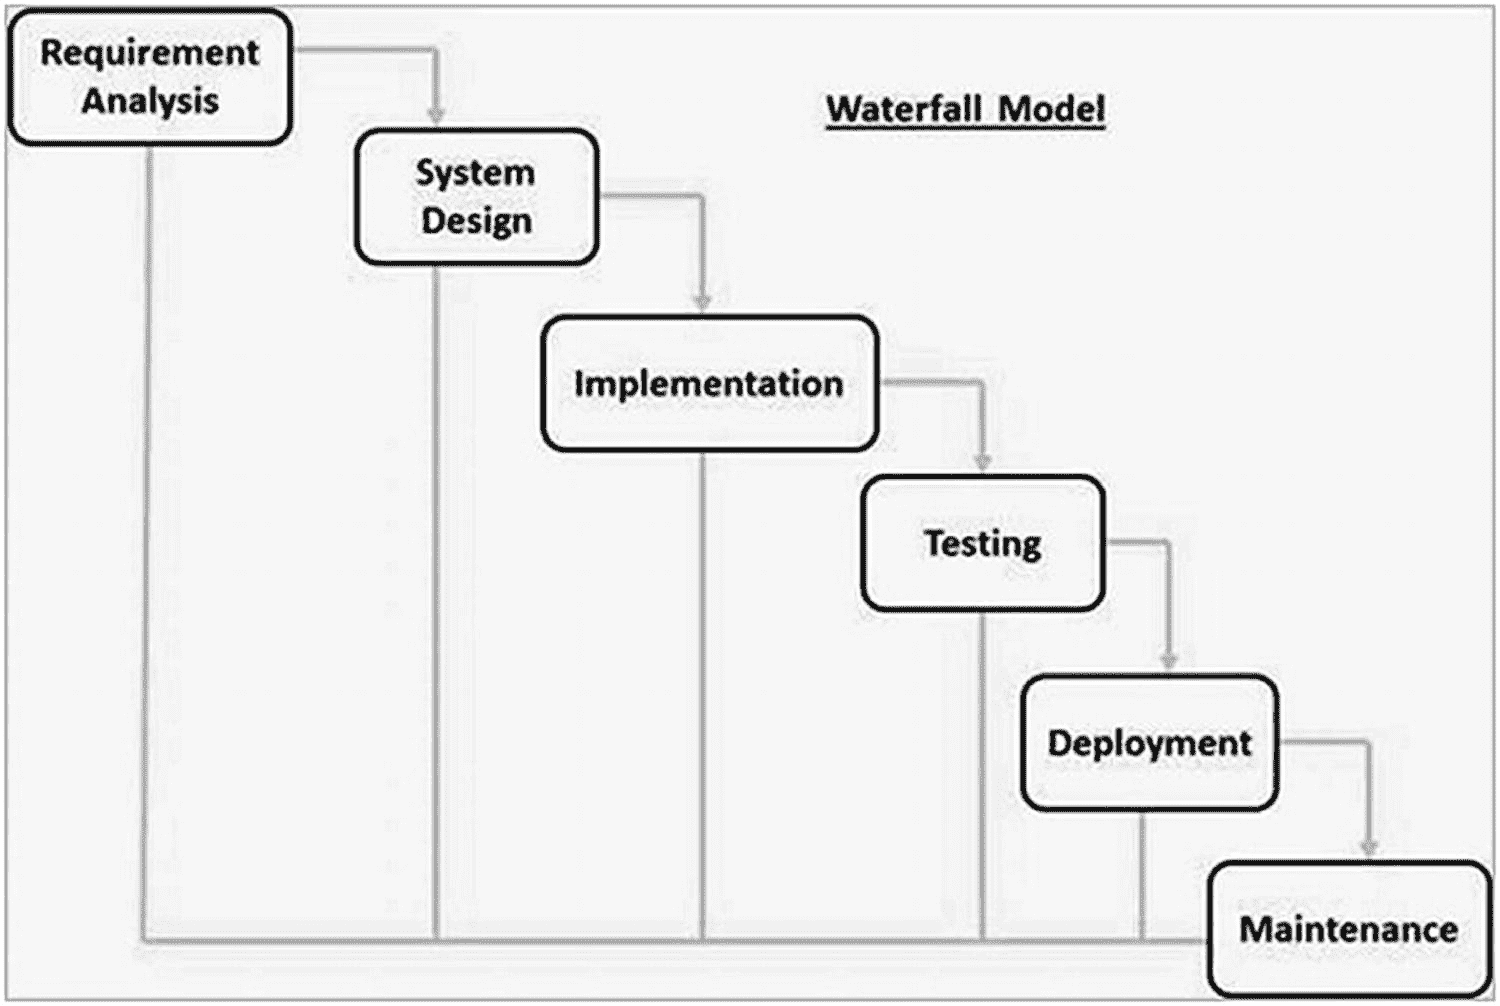 Requirement
Analysis
Waterfall Model
System
Design
Implementation
Testing
Deployment
Maintenance